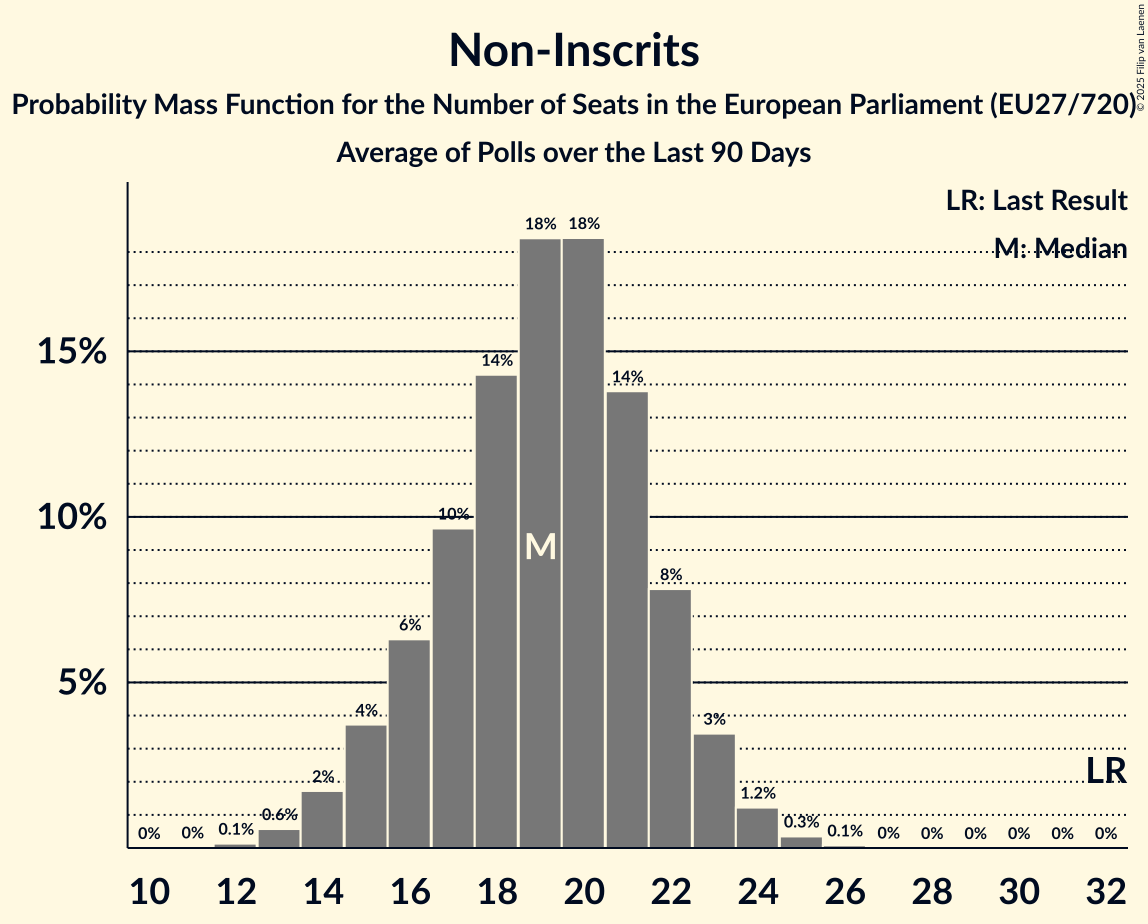 Non-Inscrits
Probability Mass Function for the Number of Seats in the European Parliament (EU27/720)
Average of Polls over the Last 90 Days
© 2025 Filip van Laenen
LR: Last Result
M: Median
18% 18%
15%
14%
14%
10%
10%
M
8%
6%
5%
4%
3%
LR
2%
1.2%
0.6%
0.3%
0% 0% 0.1% 0.1% 0% 0% 0% 0% 0% 0%
10 12 14 16 18 20 22 24 26 28 30 32